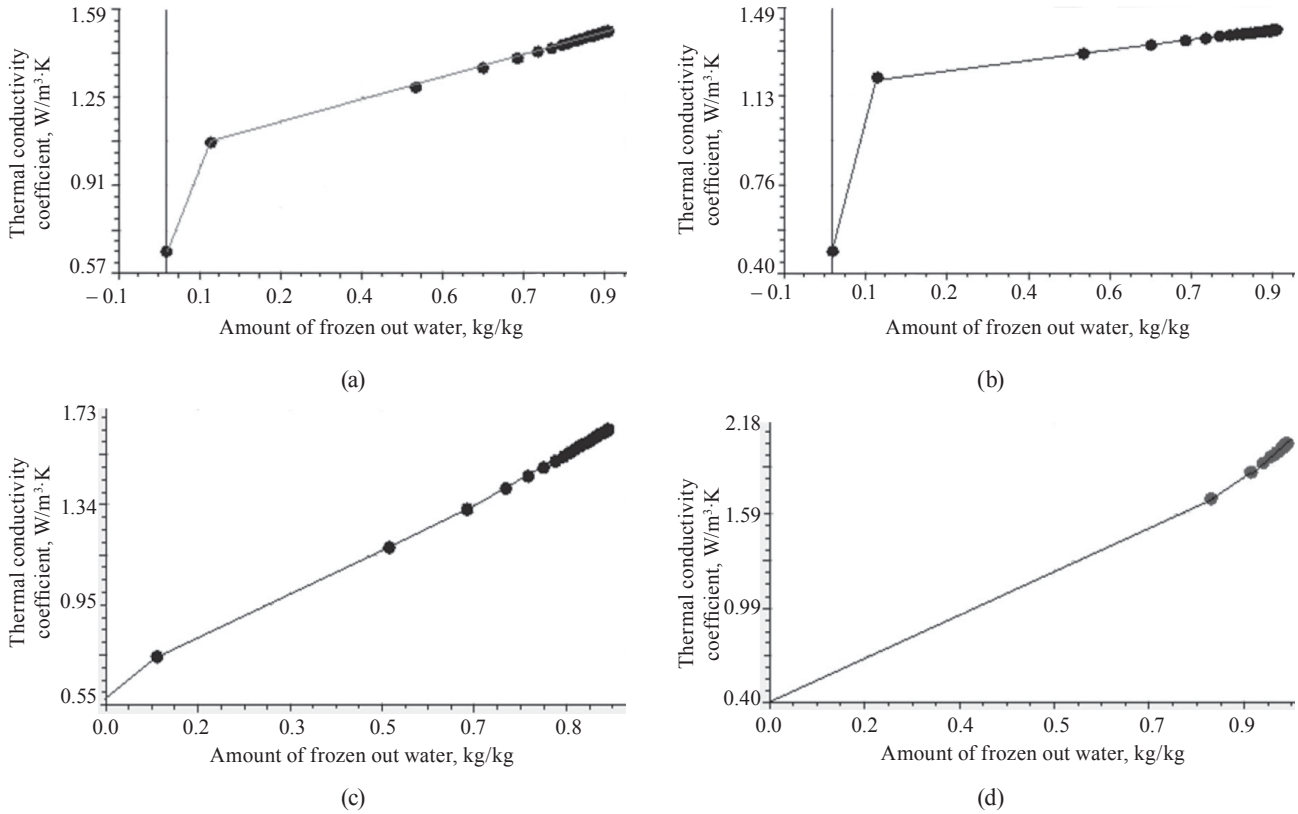 Thermal conductivity
coefficient, W/m³·K
1.59
1.25
0.91
0.57
– 0.1
0.1
0.2
0.4
0.6
0.7
0.9
Amount of frozen out water, kg/kg
(a)
Thermal conductivity
coefficient, W/m³·K
1.49
1.13
0.76
0.40
– 0.1
0.1
0.2
0.4
0.6
0.7
0.9
Amount of frozen out water, kg/kg
(b)
Thermal conductivity
coefficient, W/m³·K
1.73
1.34
0.95
0.55
0.0
0.2
0.3
0.5
0.7
0.8
Amount of frozen out water, kg/kg
(c)
Thermal conductivity
coefficient, W/m³·K
2.18
1.59
0.99
0.40
0.0
0.2
0.4
0.5
0.7
0.9
Amount of frozen out water, kg/kg
(d)